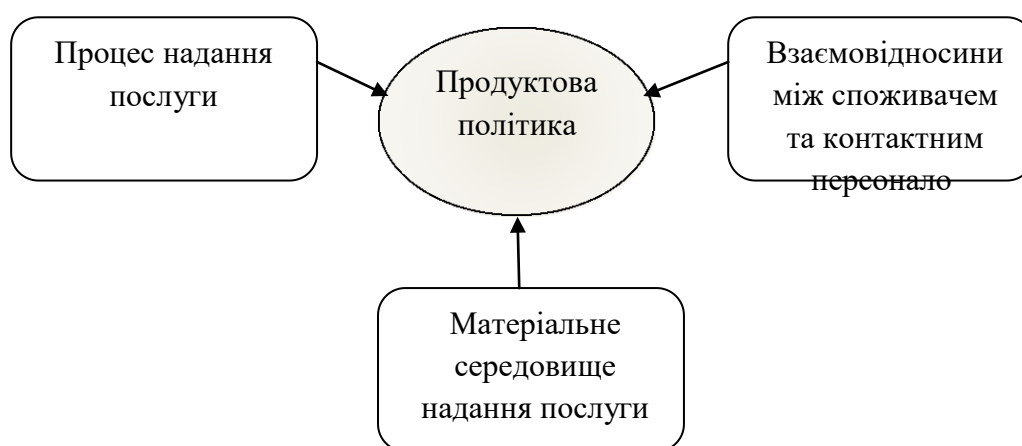 Процес надання
послуги
Продуктова
політика
Взаємовідносини
між споживачем
та контактним
персонало
Матеріальне
середовище
надання послуги